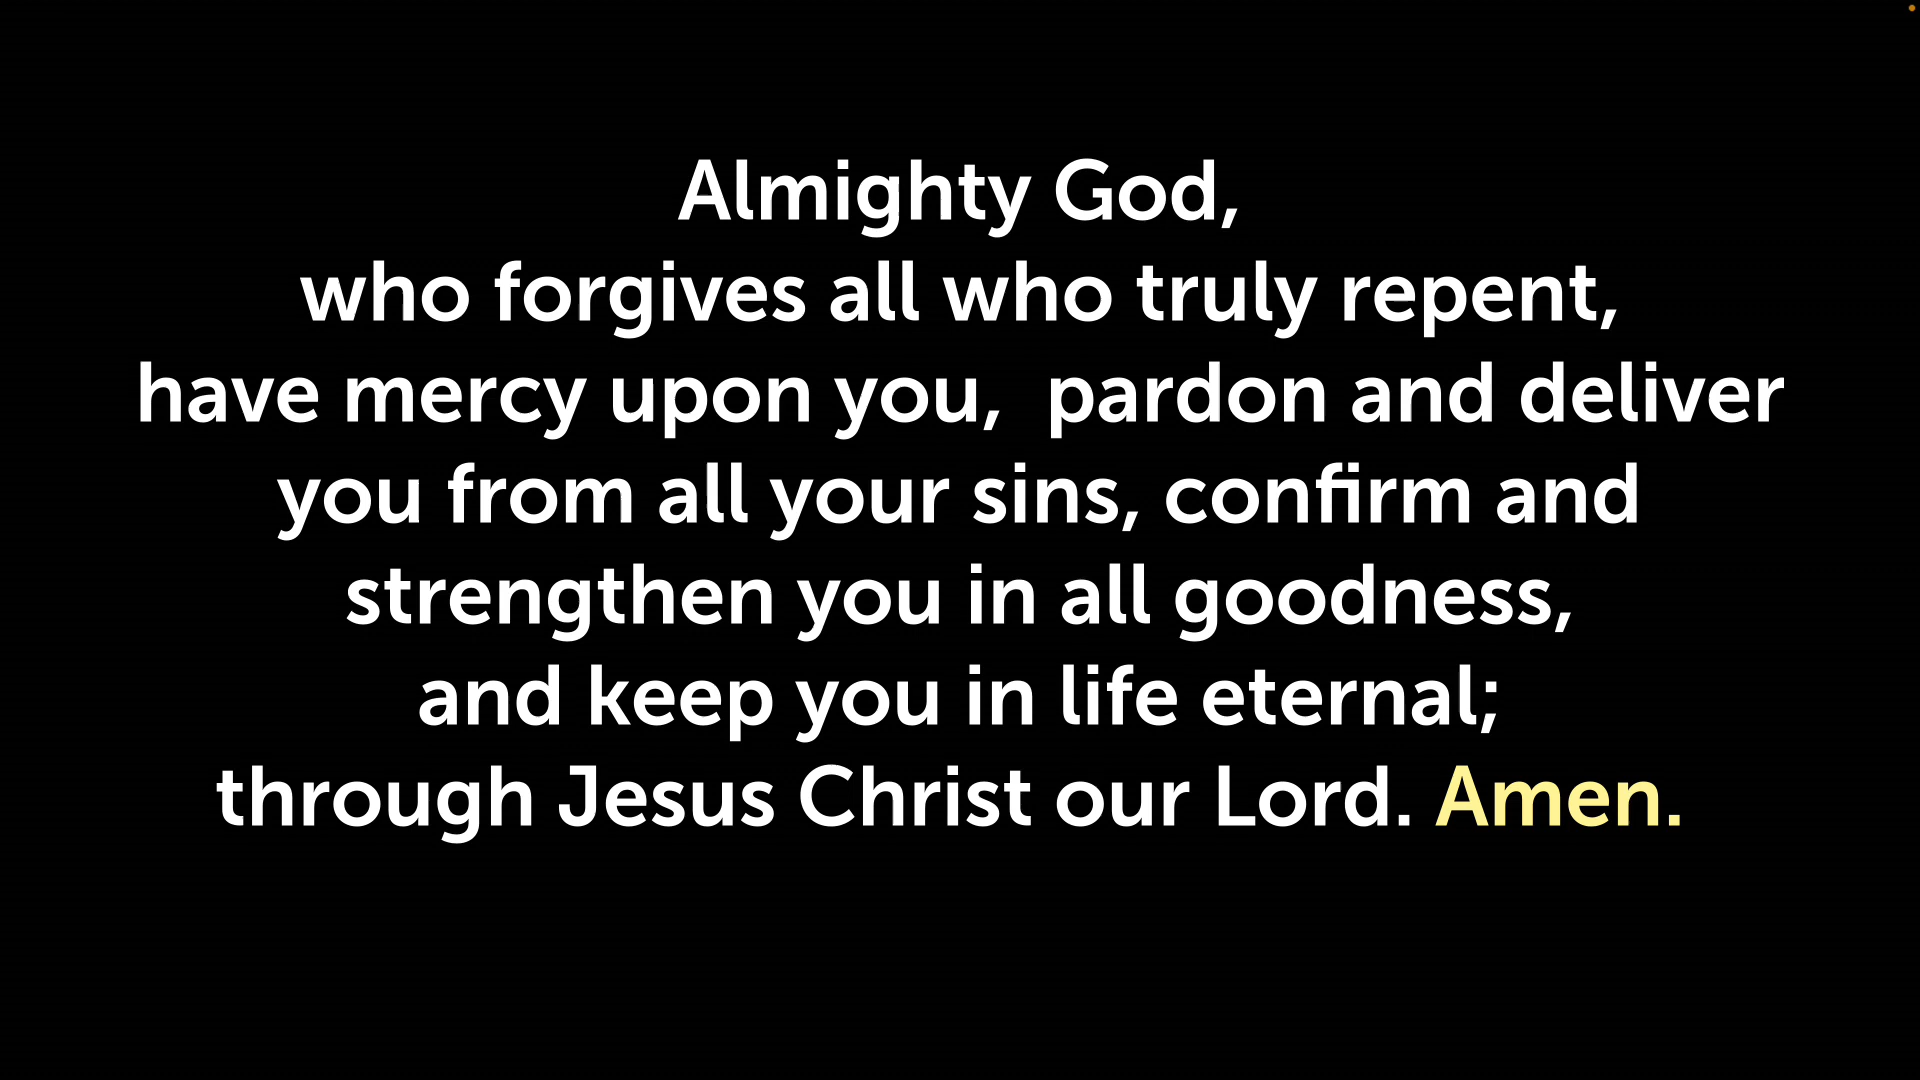 Almighty God,
who forgives all who truly repent,
have mercy upon you,  pardon and deliver
you from all your sins, confirm and
strengthen you in all goodness,
and keep you in life eternal;
through Jesus Christ our Lord. Amen.